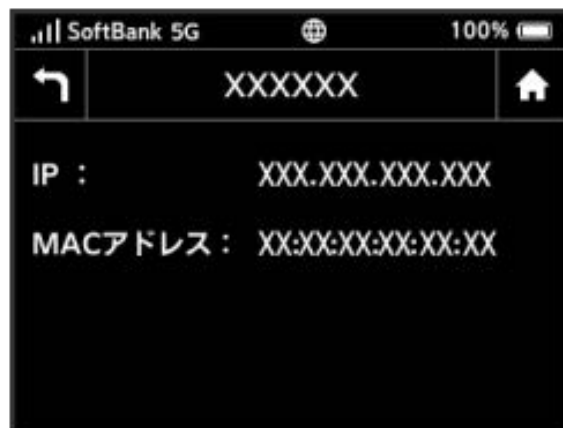 SoftBank 5G 100%
XXXXXX
IP : XXX.XXX.XXX.XXX
MACアドレス : XX:XX:XX:XX:XX:XX